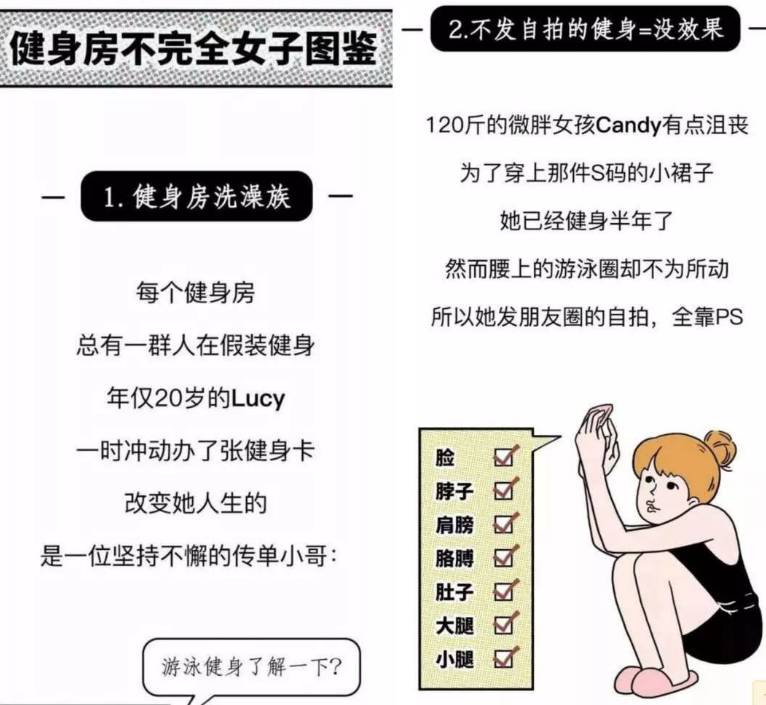 健身房不完全女子图鉴
1.健身房洗澡族
每个健身房
总有一群人在假装健身
年仅20岁的Lucy
一时冲动办了张健身卡
改变她人生的
是一位坚持不懈的传单小哥：
游泳健身了解一下？
2.不发自拍的健身=没效果
120斤的微胖女孩Candy有点沮丧
为了穿上那件S码的小裙子
她已经健身半年了
然而腰上的游泳圈却不为所动
所以她发朋友圈的自拍，全靠PS
脸
脖子
肩膀
胳膊
肚子
大腿
小腿